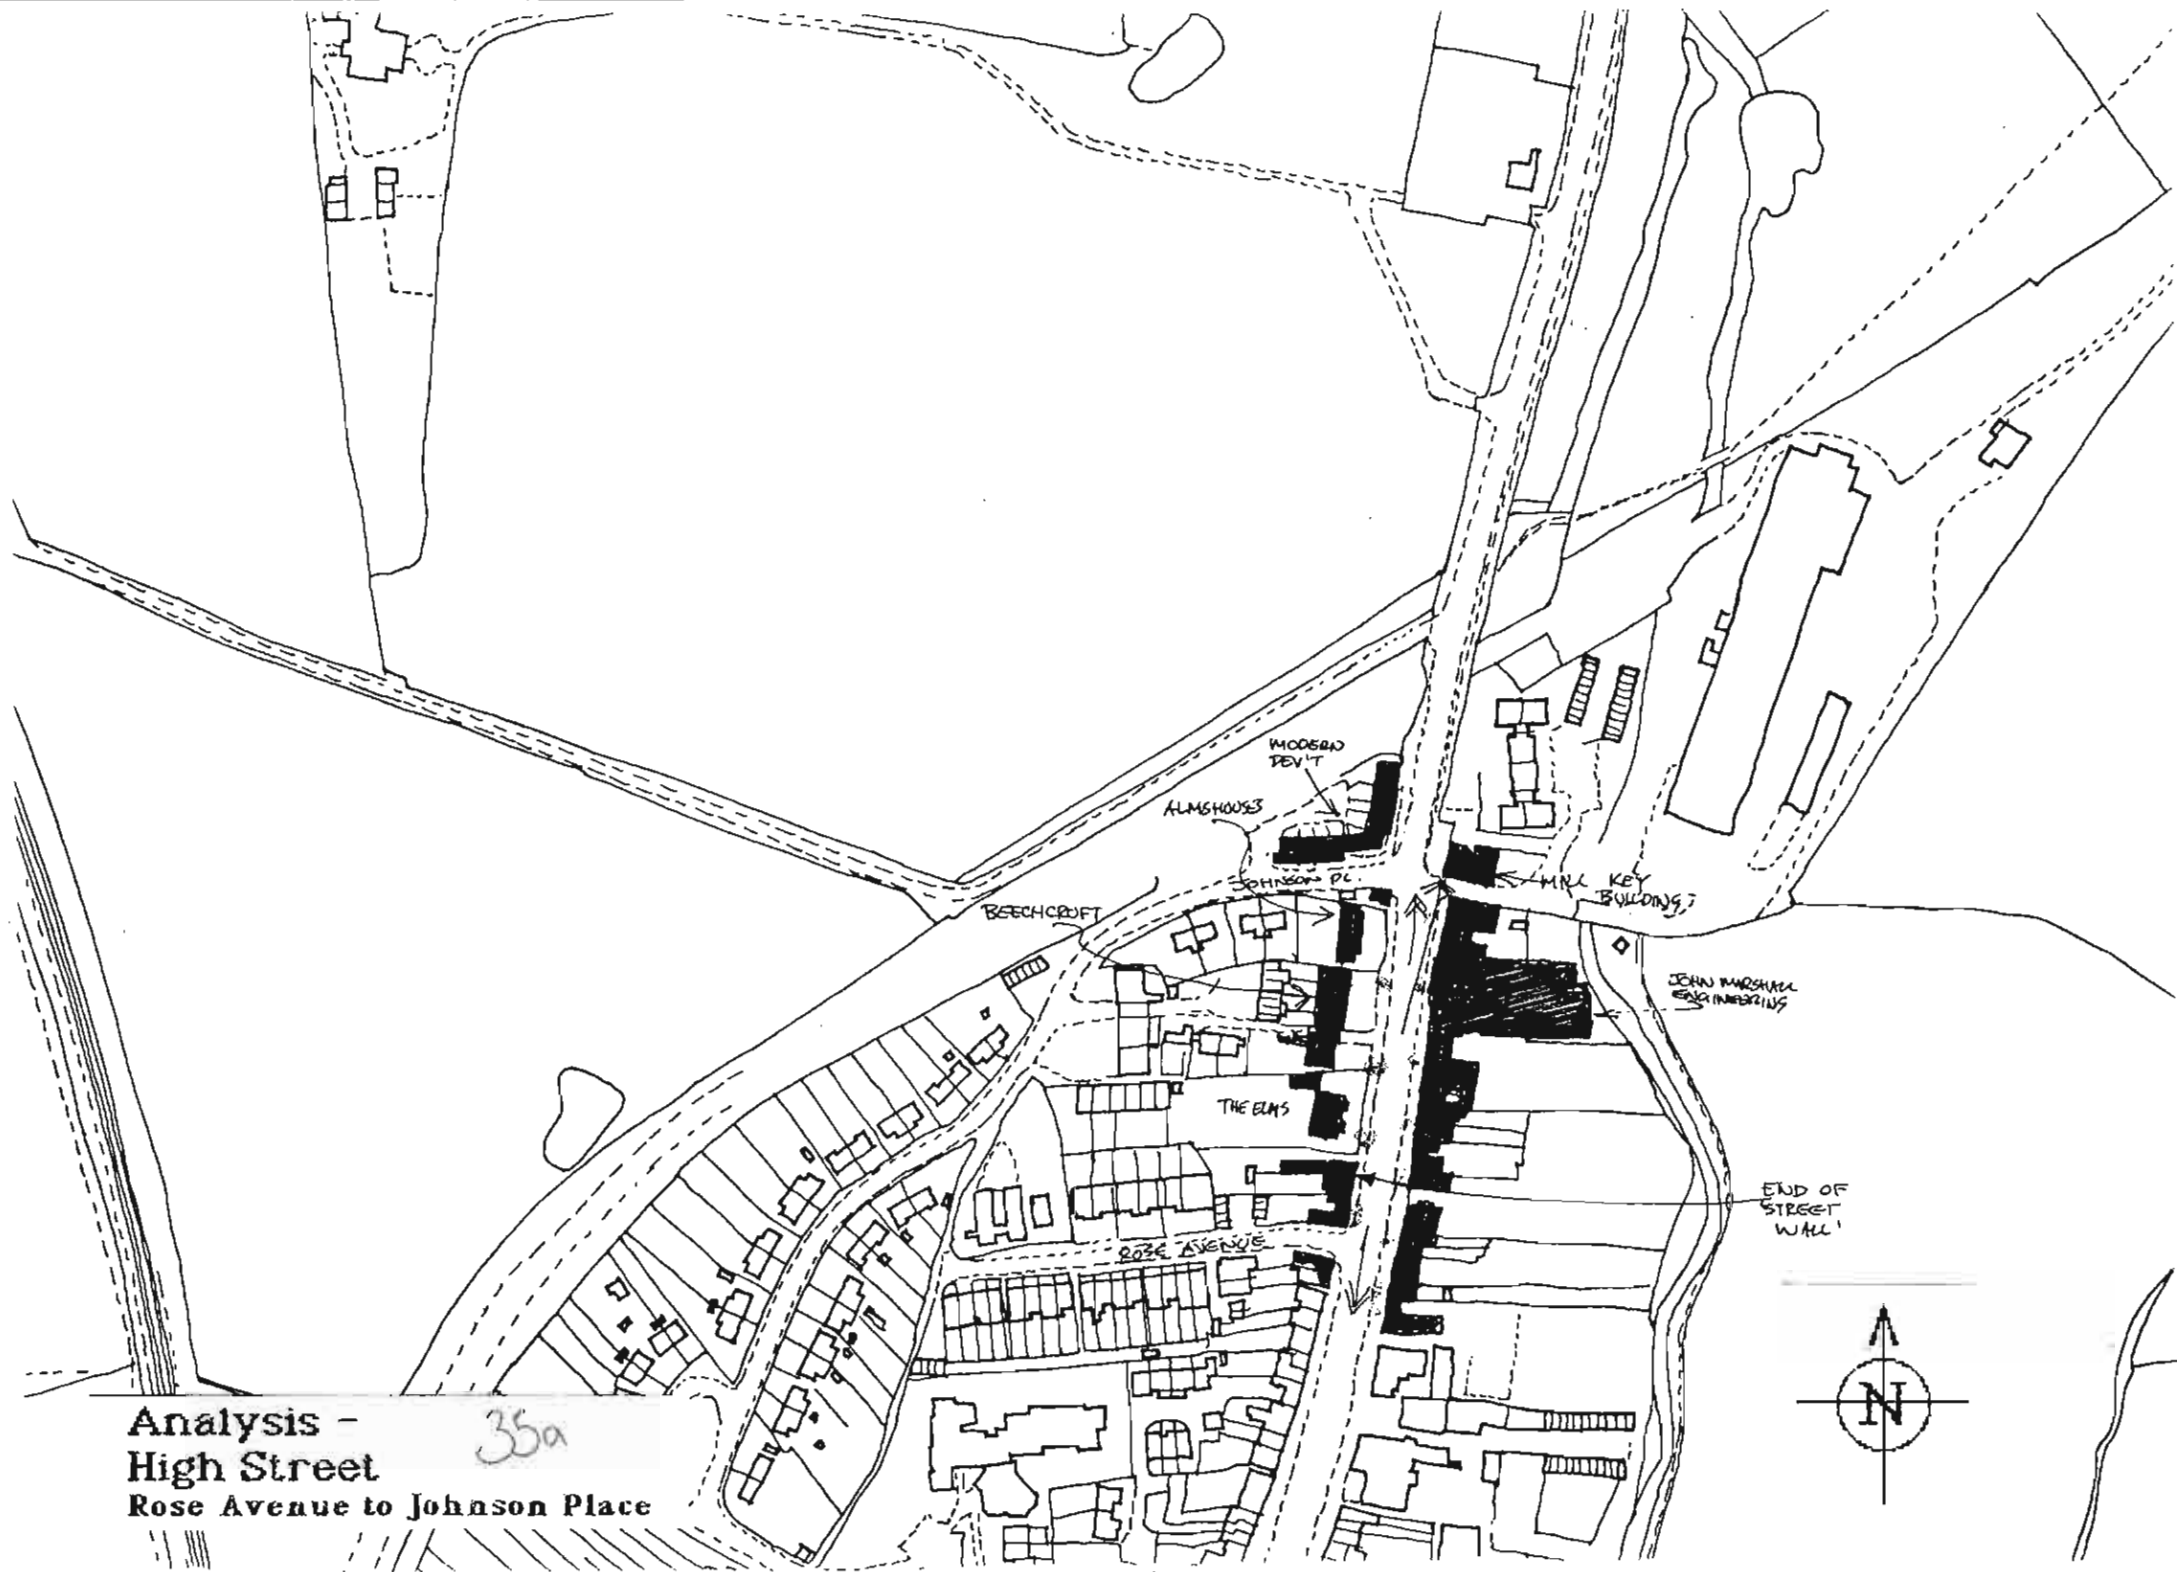 MODERN
DEV'T
ALMSHOUSES
JOHNSON PL.
MILL KEY
BUILDINGS
BEECHCROFT
JOHN MARSHALL
ENGINEERING
THE ELMS
END OF
STREET
WALL'
ROSE AVENUE
N
Analysis -
35a
High Street
Rose Avenue to Johnson Place